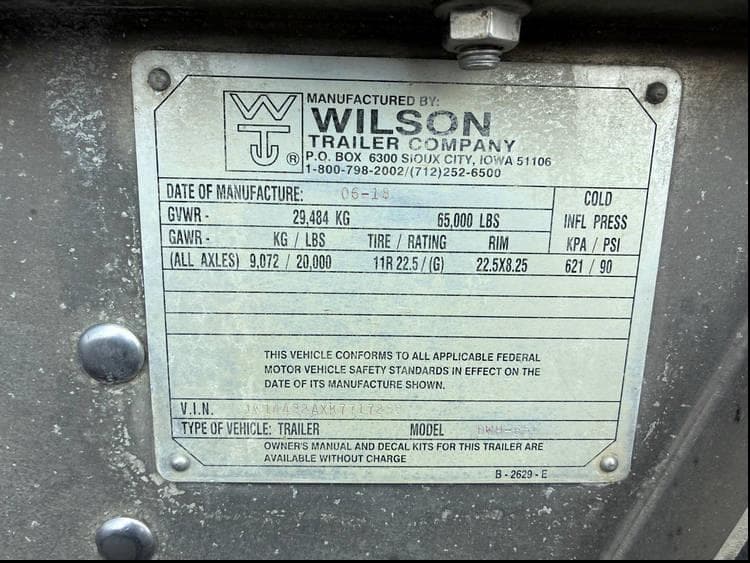 MANUFACTURED BY:
WILSON
TRAILER COMPANY
P.O. BOX 6300 SIOUX CITY, IOWA 51106
1-800-798-2002/(712)252-6500
DATE OF MANUFACTURE: 06-18
COLD
GVWR - 29,484 KG 65,000 LBS
INFL PRESS
GAWR - KG / LBS TIRE / RATING RIM KPA / PSI
(ALL AXLES) 9,072 / 20,000 11R 22.5 / (G) 22.5X8.25 621 / 90
THIS VEHICLE CONFORMS TO ALL APPLICABLE FEDERAL
MOTOR VEHICLE SAFETY STANDARDS IN EFFECT ON THE
DATE OF ITS MANUFACTURE SHOWN.
V.I.N.
TYPE OF VEHICLE: TRAILER MODEL
OWNER'S MANUAL AND DECAL KITS FOR THIS TRAILER ARE
AVAILABLE WITHOUT CHARGE
B - 2629 - E